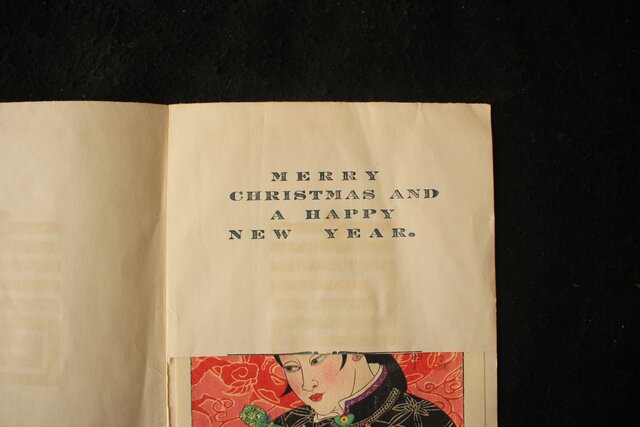 MERRY
CHRISTMAS AND
A HAPPY
NEW YEAR.